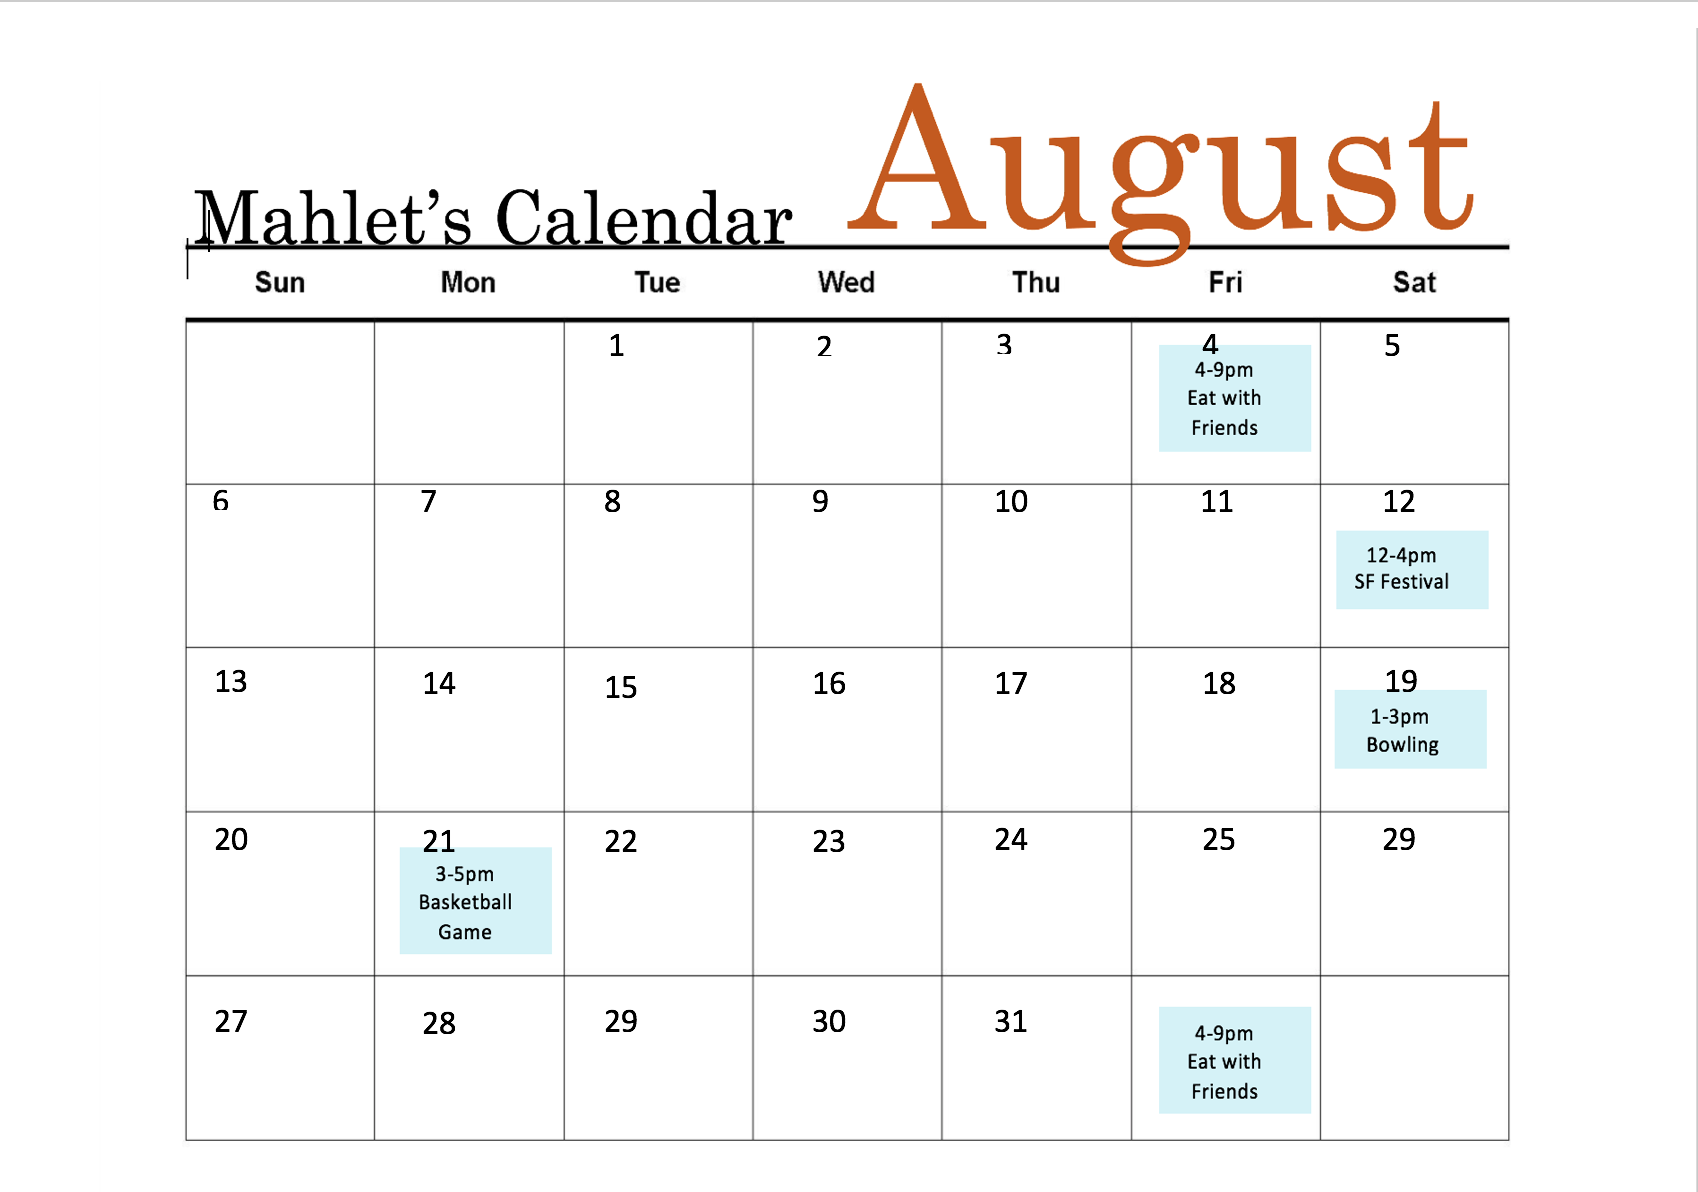 Mahlet’s Calendar August
Sun Mon Tue Wed Thu Fri Sat
1 2 3 4 5
4-9pm
Eat with
Friends
6 7 8 9 10 11 12
12-4pm
SF Festival
13 14 15 16 17 18 19
1-3pm
Bowling
20 21 22 23 24 25 29
3-5pm
Basketball
Game
27 28 29 30 31
4-9pm
Eat with
Friends